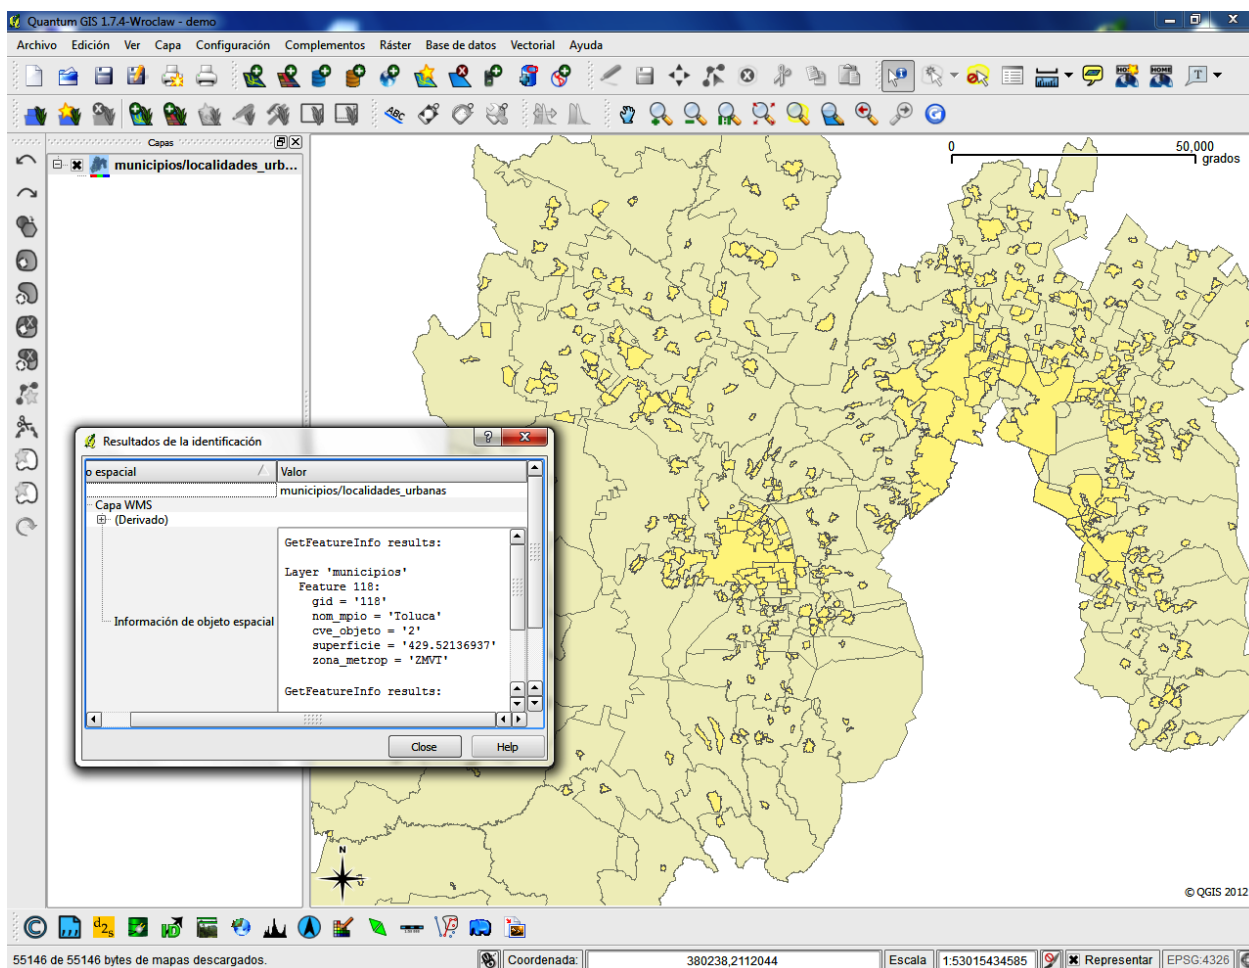 Quantum GIS 1.7.4-Wroclaw - demo
Archivo Edición Ver Capa Configuración Complementos Ráster Base de datos Vectorial Ayuda
Capas
municipios/localidades_urb...
0 50,000
grados
Resultados de la identificación
o espacial Valor
municipios/localidades_urbanas
Capa WMS
(Derivado)
Información de objeto espacial
GetFeatureInfo results:
Layer 'municipios'
Feature 118:
gid = '118'
nom_mpio = 'Toluca'
cve_objeto = '2'
superficie = '429.52136937'
zona_metrop = 'ZMVT'
GetFeatureInfo results:
Close Help
N
© QGIS 2012
55146 de 55146 bytes de mapas descargados. Coordenada: 380238,2112044 Escala 1:53015434585 Representar EPSG:4326